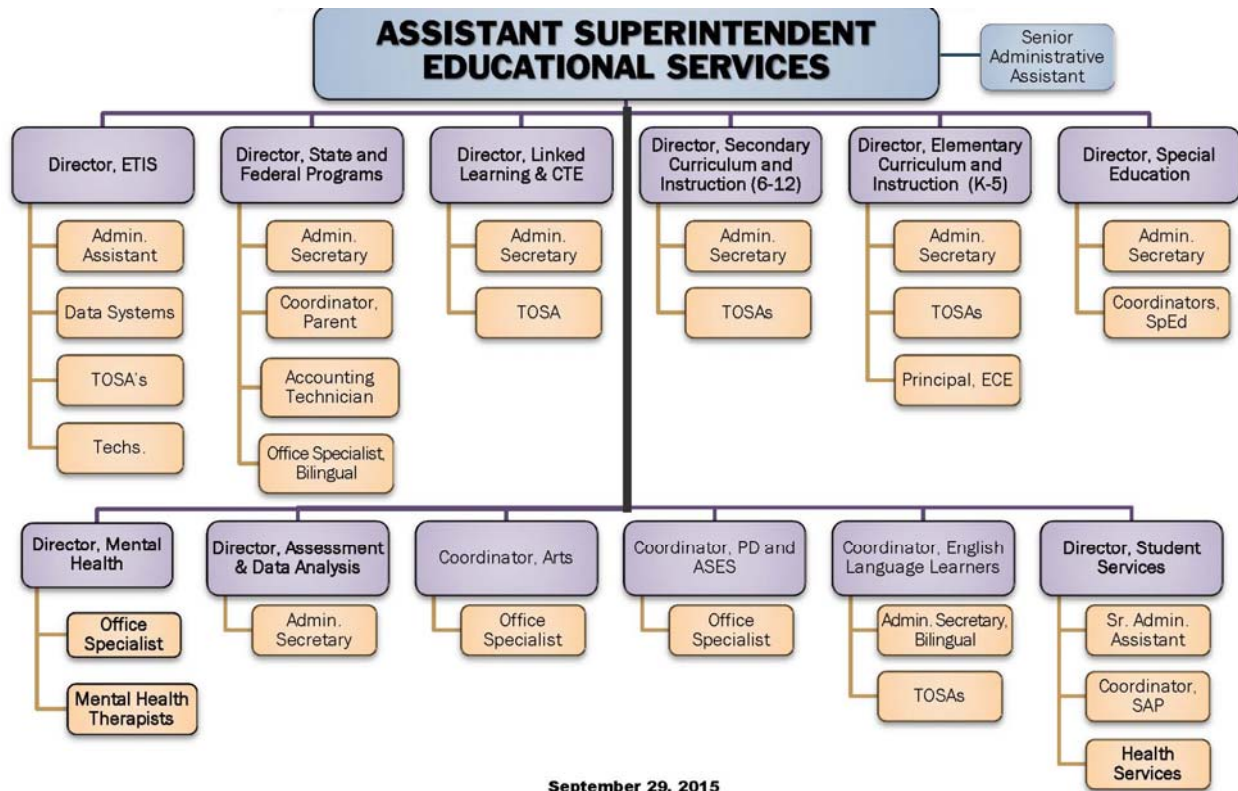 ASSISTANT SUPERINTENDENT
EDUCATIONAL SERVICES
Senior
Administrative
Assistant
Director, ETIS
Admin.
Assistant
Data Systems
TOSA's
Techs.
Director, State and
Federal Programs
Admin.
Secretary
Coordinator,
Parent
Accounting
Technician
Office Specialist,
Bilingual
Director, Linked
Learning & CTE
Admin.
Secretary
TOSA
Director, Secondary
Curriculum and
Instruction (6-12)
Admin.
Secretary
TOSAs
Director, Elementary
Curriculum and
Instruction (K-5)
Admin.
Secretary
TOSAs
Principal, ECE
Director, Special
Education
Admin.
Secretary
Coordinators,
SpEd
Director, Mental
Health
Office
Specialist
Mental Health
Therapists
Director, Assessment
& Data Analysis
Admin.
Secretary
Coordinator, Arts
Office
Specialist
Coordinator, PD and
ASES
Office
Specialist
Coordinator, English
Language Learners
Admin. Secretary,
Bilingual
TOSAs
Director, Student
Services
Sr. Admin.
Assistant
Coordinator,
SAP
Health
Services
September 29, 2015